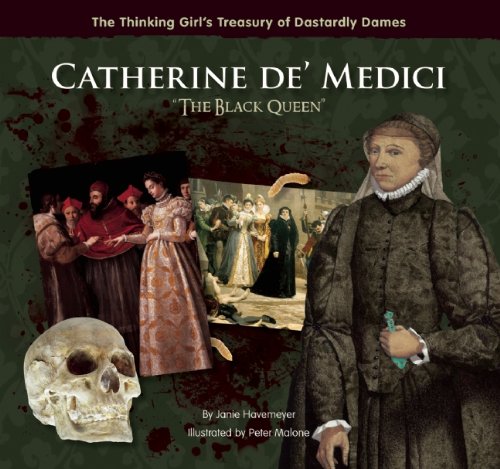 The Thinking Girl's Treasury of Dastardly Dames
CATHERINE DE' MEDICI
"THE BLACK QUEEN"
By Janie Havemeyer
Illustrated by Peter Malone